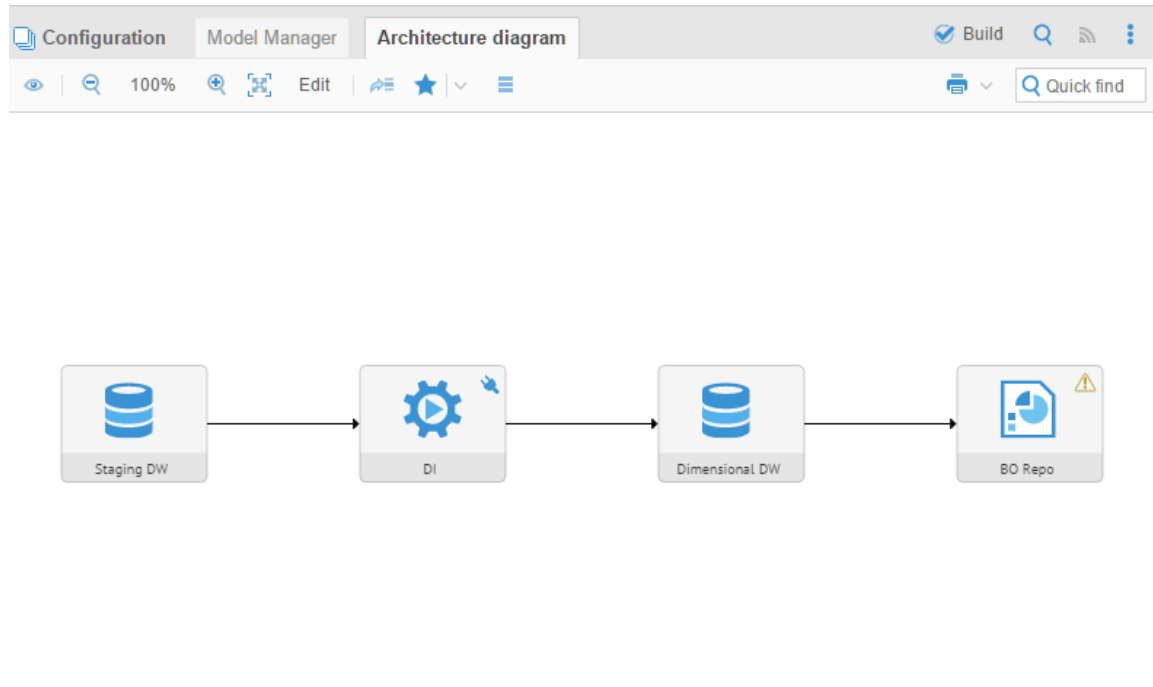 Configuration Model Manager Architecture diagram Build
100% Edit Quick find
Staging DW DI Dimensional DW BO Repo